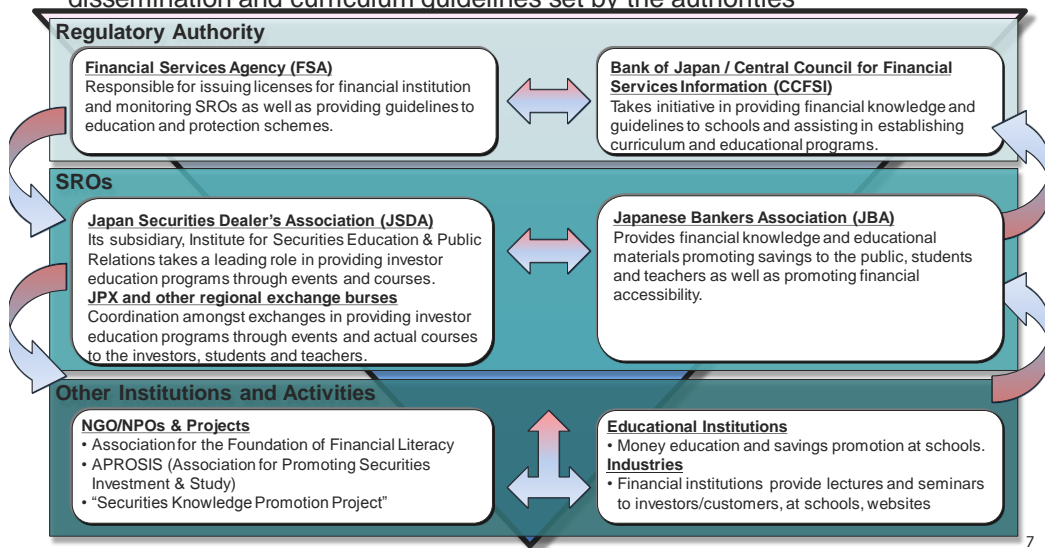 dissemination and curriculum guidelines set by the authorities
Regulatory Authority
Financial Services Agency (FSA)
Responsible for issuing licenses for financial institution
and monitoring SROs as well as providing guidelines to
education and protection schemes.
Bank of Japan / Central Council for Financial
Services Information (CCFSI)
Takes initiative in providing financial knowledge and
guidelines to schools and assisting in establishing
curriculum and educational programs.
SROs
Japan Securities Dealer's Association (JSDA)
Its subsidiary, Institute for Securities Education & Public
Relations takes a leading role in providing investor
education programs through events and courses.
JPX and other regional exchange burses
Coordination amongst exchanges in providing investor
education programs through events and actual courses
to the investors, students and teachers.
Japanese Bankers Association (JBA)
Provides financial knowledge and educational
materials promoting savings to the public, students
and teachers as well as promoting financial
accessibility.
Other Institutions and Activities
NGO/NPOs & Projects
• Association for the Foundation of Financial Literacy
• APROSIS (Association for Promoting Securities
Investment & Study)
• “Securities Knowledge Promotion Project”
Educational Institutions
• Money education and savings promotion at schools.
Industries
• Financial institutions provide lectures and seminars
to investors/customers, at schools, websites
7